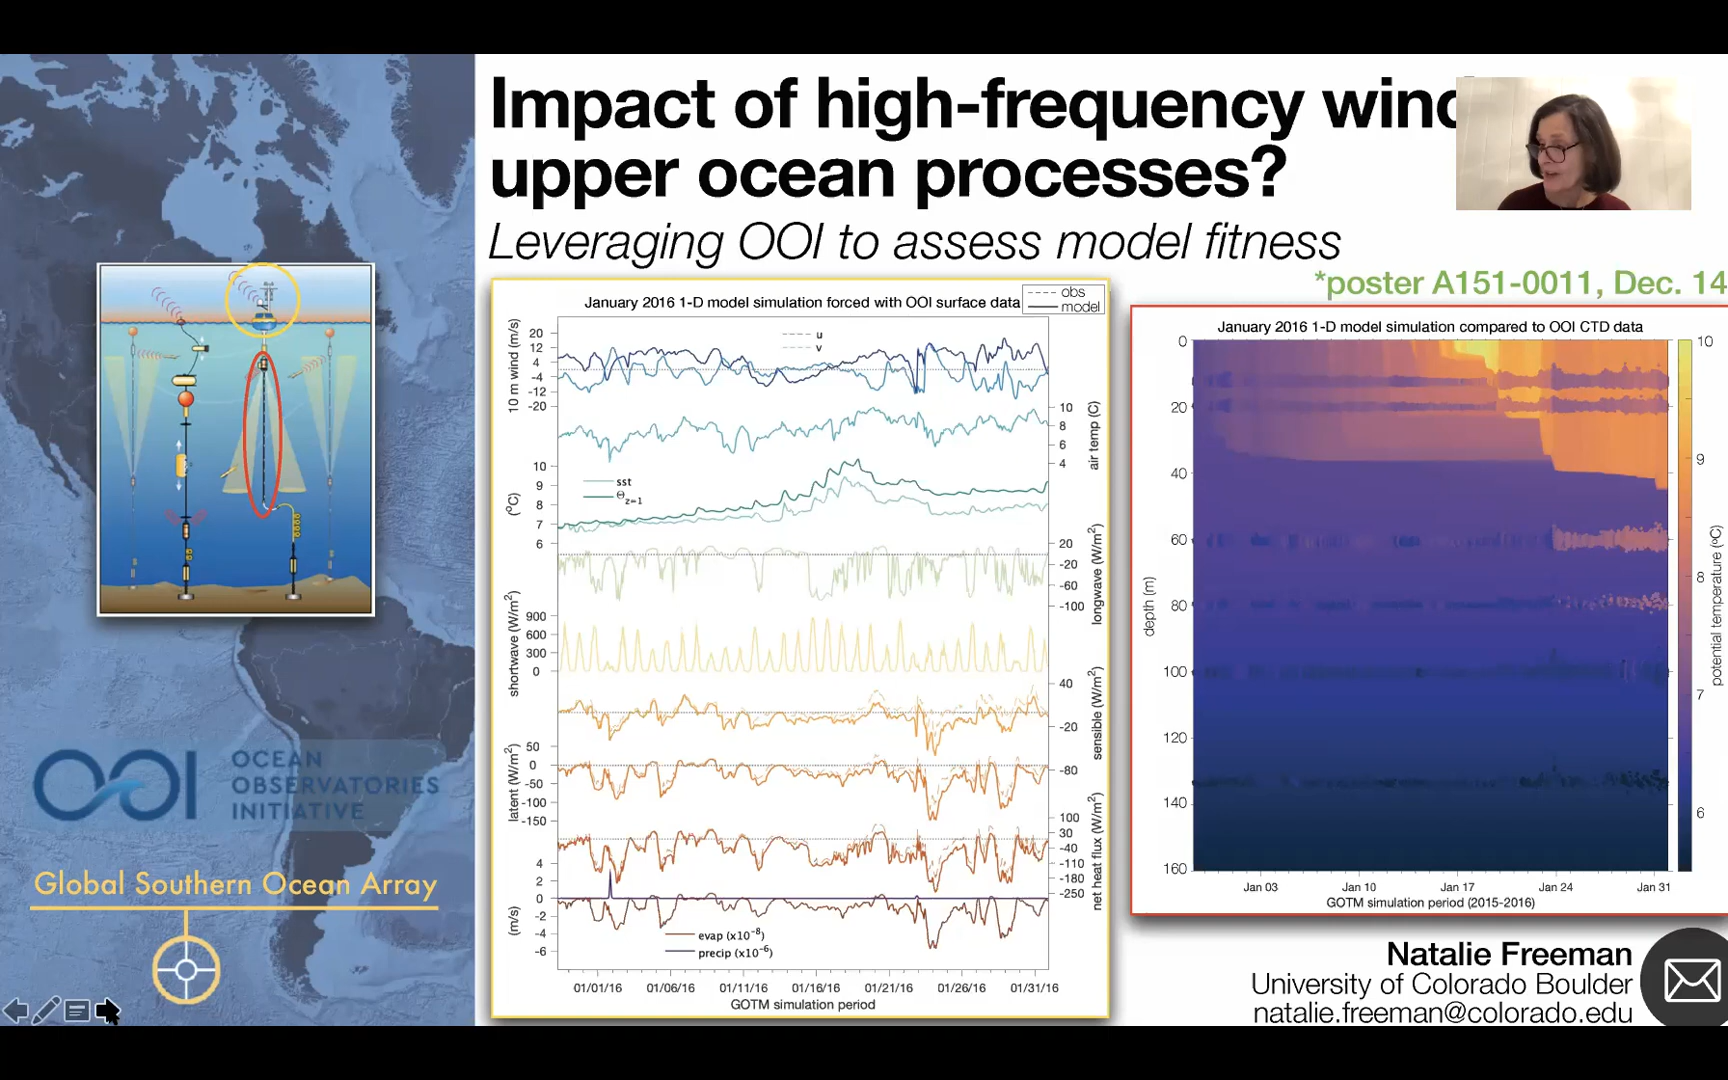 Impact of high-frequency wind
upper ocean processes?
Leveraging OOI to assess model fitness
*poster A151-0011, Dec. 14
January 2016 1-D model simulation forced with OOI surface data
obs
model
u
v
10 m wind (m/s)
20
12
4
-4
-12
-20
air temp (C)
10
8
6
4
sst
Θz=1
(°C)
10
9
8
7
6
longwave (W/m2)
20
-20
-60
-100
shortwave (W/m2)
900
600
300
0
sensible (W/m2)
40
-20
-80
latent (W/m2)
50
0
-50
-100
-150
net heat flux (W/m2)
100
30
-40
-110
-180
-250
(m/s)
4
2
0
-2
-4
-6
evap (x10-8)
precip (x10-6)
01/01/16 01/06/16 01/11/16 01/16/16 01/21/16 01/26/16 01/31/16
GOTM simulation period
January 2016 1-D model simulation compared to OOI CTD data
depth (m)
0
20
40
60
80
100
120
140
160
Jan 03 Jan 10 Jan 17 Jan 24 Jan 31
GOTM simulation period (2015-2016)
potential temperature (°C)
10
9
8
7
6
OOI
OCEAN
OBSERVATORIES
INITIATIVE
Global Southern Ocean Array
Natalie Freeman
University of Colorado Boulder
natalie.freeman@colorado.edu